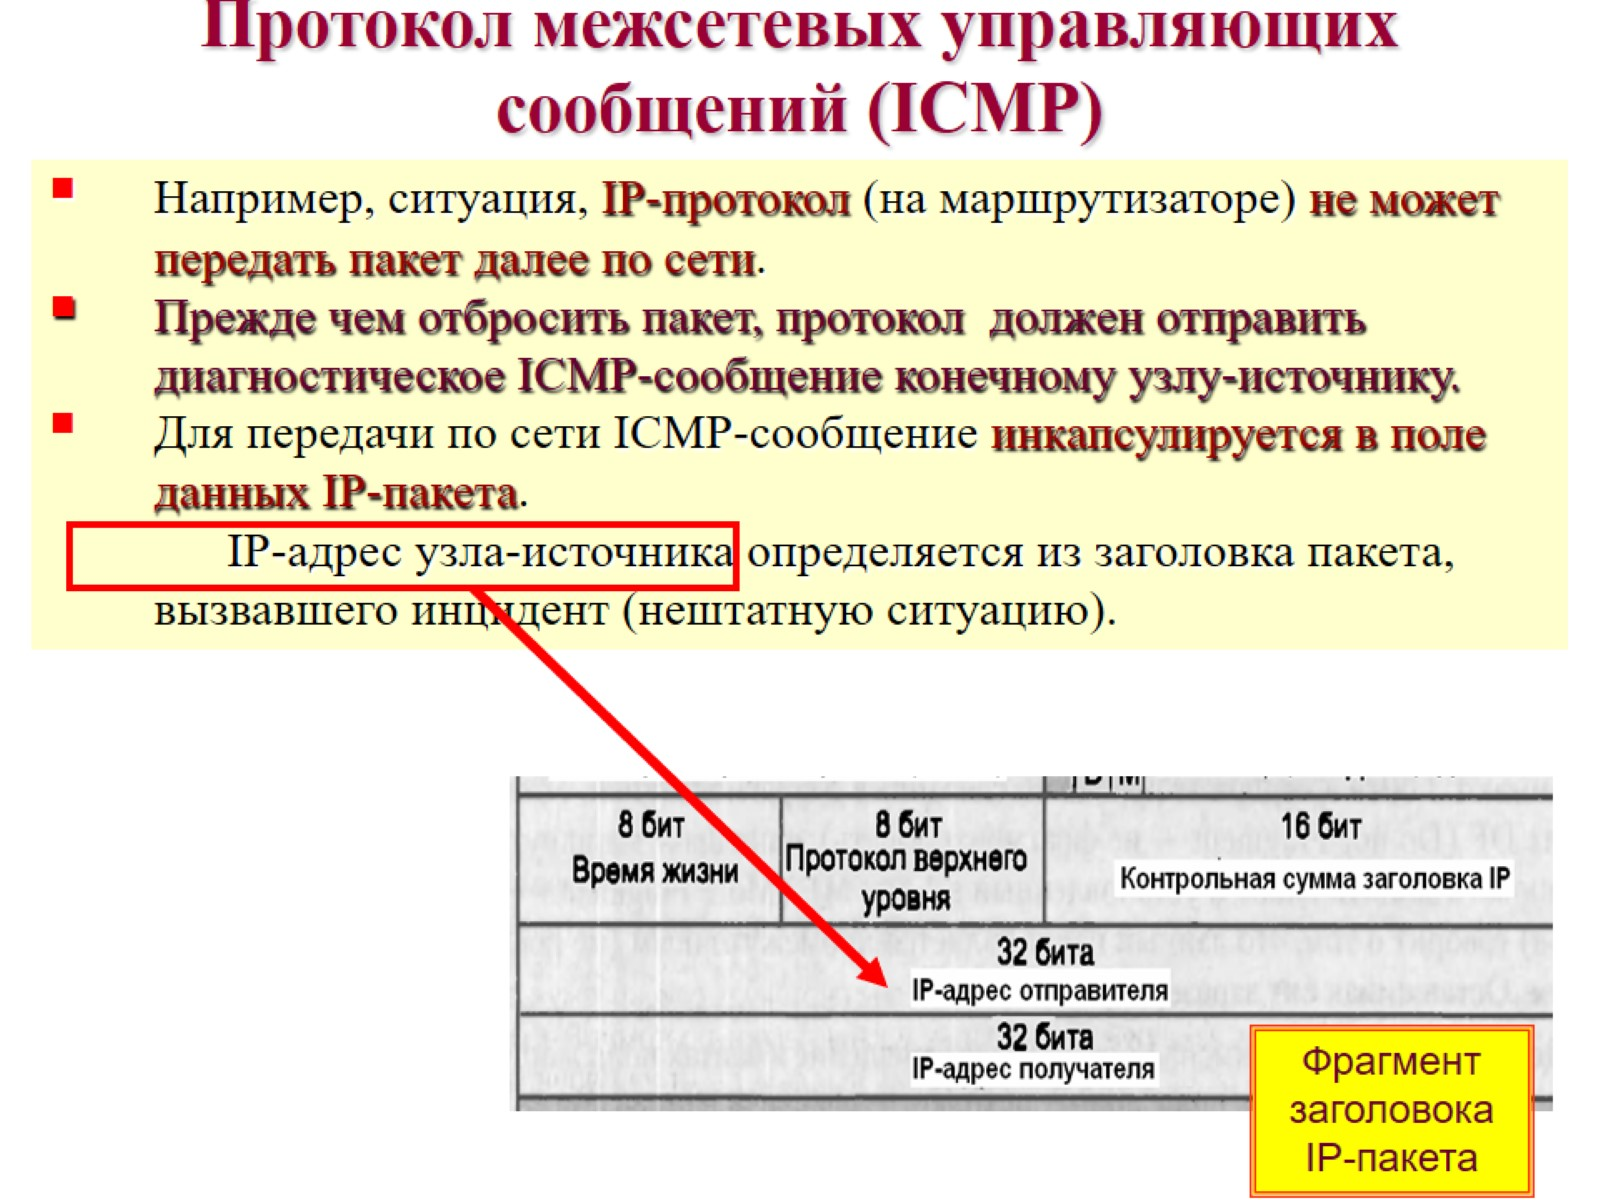 Протокол межсетевых управляющих
сообщений (ICMP)
Например, ситуация, IP-протокол (на маршрутизаторе) не может
передать пакет далее по сети.
Прежде чем отбросить пакет, протокол должен отправить
диагностическое ICMP-сообщение конечному узлу-источнику.
Для передачи по сети ICMP-сообщение инкапсулируется в поле
данных IP-пакета.
IP-адрес узла-источника определяется из заголовка пакета,
вызвавшего инцидент (нештатную ситуацию).
D M
8 бит
Время жизни
8 бит
Протокол верхнего
уровня
16 бит
Контрольная сумма заголовка IP
32 бита
IP-адрес отправителя
32 бита
IP-адрес получателя
Фрагмент
заголовока
IP-пакета